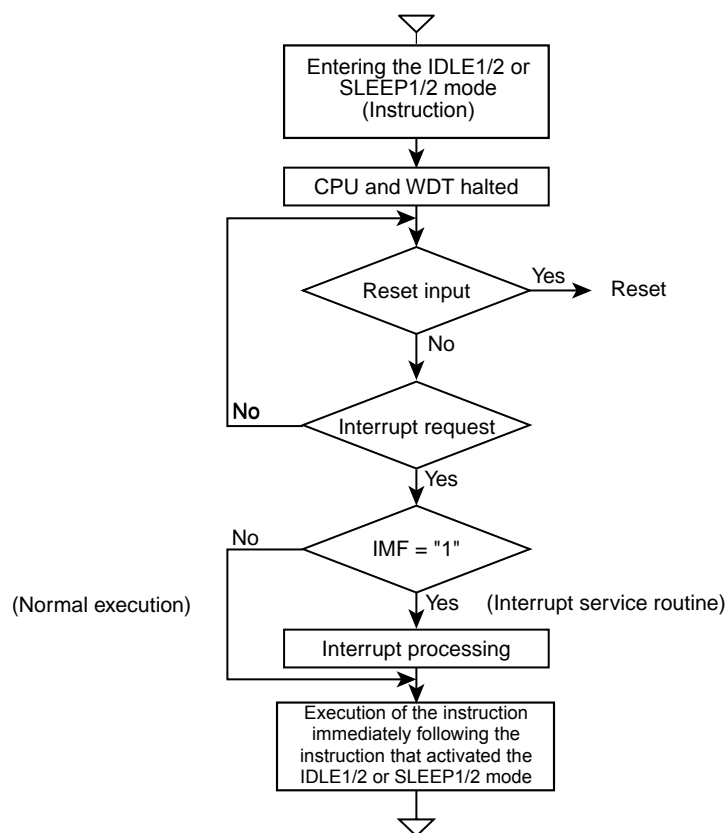 Entering the IDLE1/2 or
SLEEP1/2 mode
(Instruction)
CPU and WDT halted
Reset input
Yes
Reset
No
No
Interrupt request
Yes
No
IMF = "1"
(Normal execution)
Yes
(Interrupt service routine)
Interrupt processing
Execution of the instruction
immediately following the
instruction that activated the
IDLE1/2 or SLEEP1/2 mode